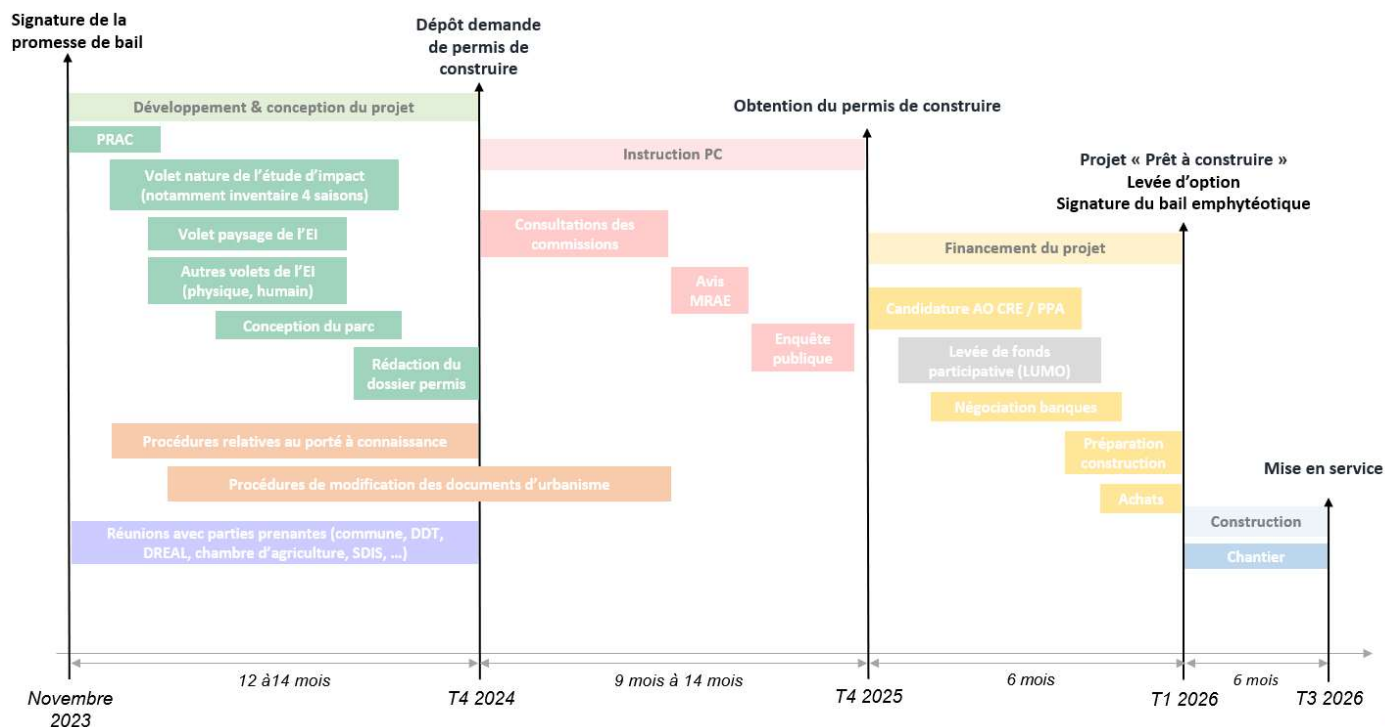 Signature de la
promesse de bail
Dépôt demande
de permis de
construire
Développement & conception du projet
Obtention du permis de construire
PRAC
Instruction PC
Projet « Prêt à construire »
Levée d’option
Signature du bail emphytéotique
Volet nature de l’étude d’impact
(notamment inventaire 4 saisons)
Volet paysage de l’EI
Consultations des
commissions
Financement du projet
Autres volets de l’EI
(physique, humain)
Avis
MRAE
Candidature AO CRE / PPA
Conception du parc
Enquête
publique
Levée de fonds
participative (LUMO)
Rédaction du
dossier permis
Négociation banques
Procédures relatives au porté à connaissance
Préparation
construction
Mise en service
Procédures de modification des documents d’urbanisme
Achats
Réunions avec parties prenantes (commune, DDT,
DREAL, chambre d’agriculture, SDIS, …)
Construction
Chantier
12 à14 mois
9 mois à 14 mois
6 mois
6 mois
Novembre
2023
T4 2024
T4 2025
T1 2026
T3 2026